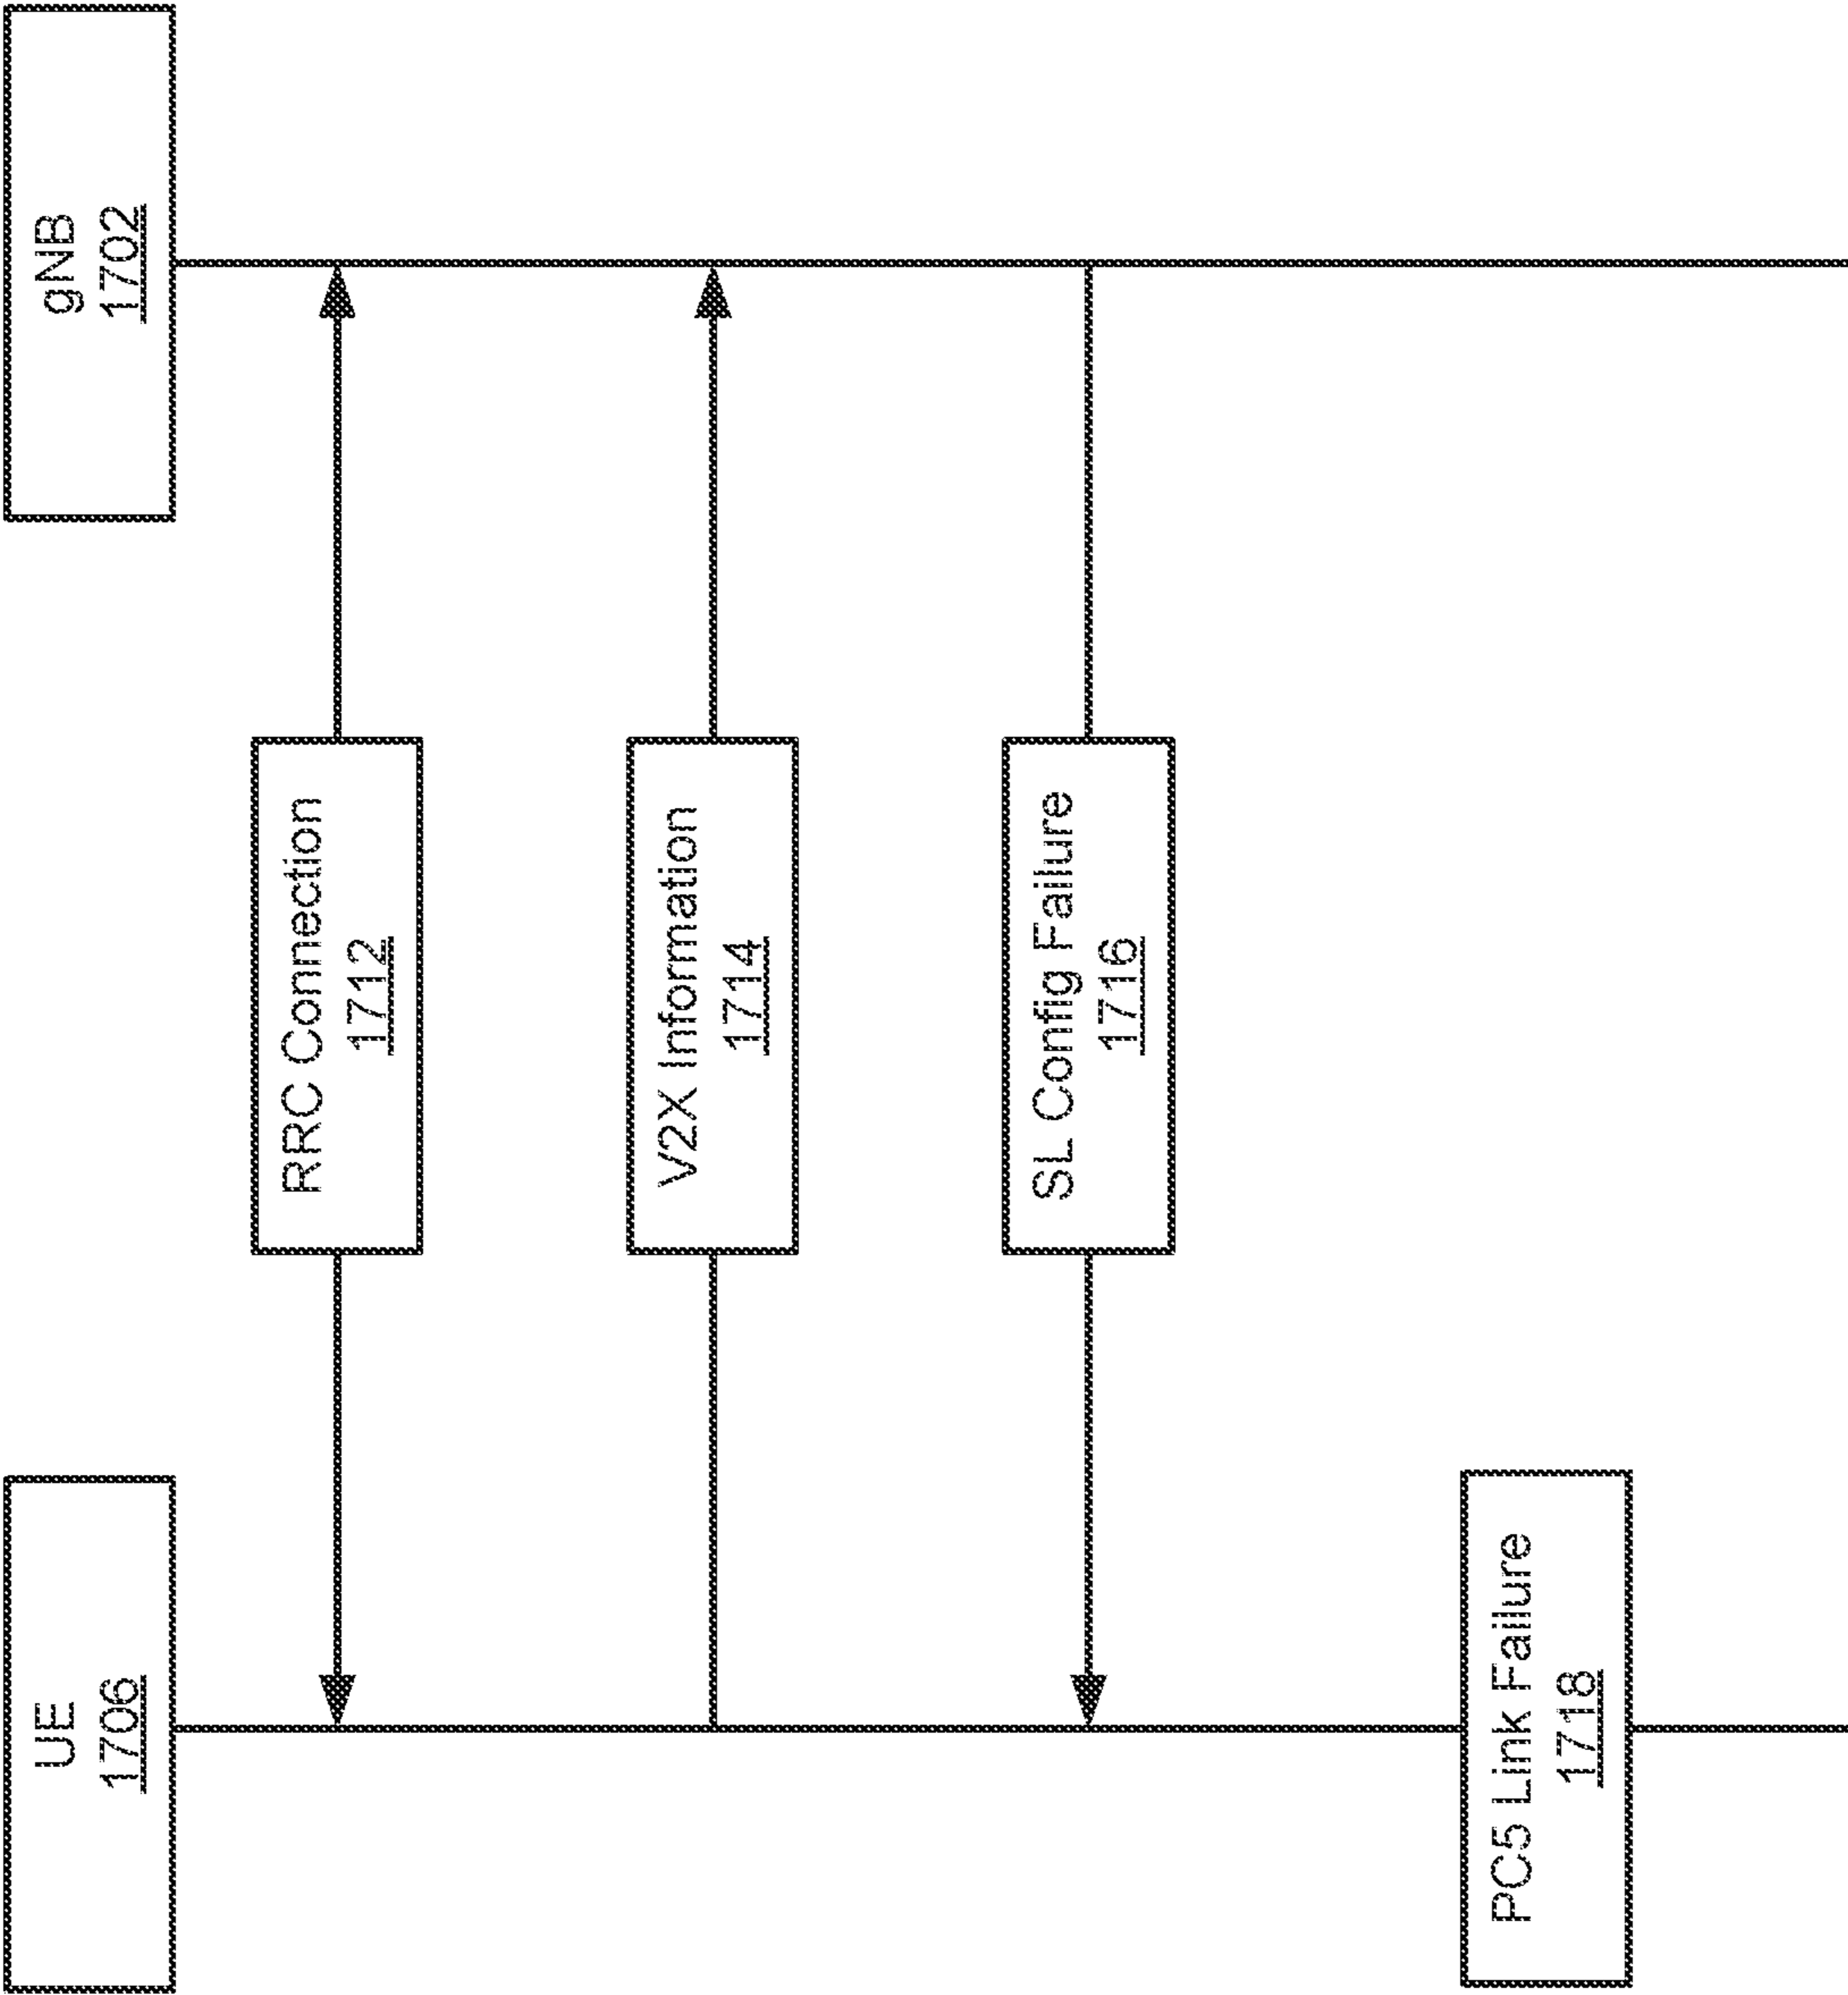 UE
1706
gNB
1702
RRC Connection
1712
V2X Information
1714
SL Config Failure
1716
PC5 Link Failure
1718